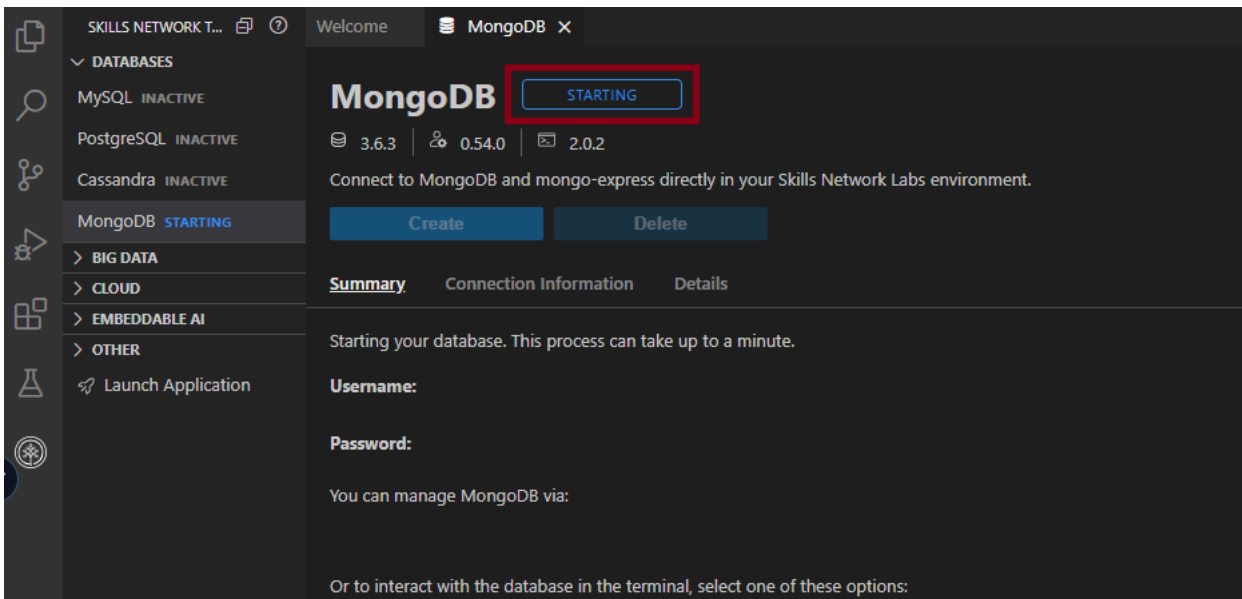 SKILLS NETWORK T...
Welcome
MongoDB
DATABASES
MySQL INACTIVE
PostgreSQL INACTIVE
Cassandra INACTIVE
MongoDB STARTING
BIG DATA
CLOUD
EMBEDDABLE AI
OTHER
Launch Application
MongoDB STARTING
3.6.3 0.54.0 2.0.2
Connect to MongoDB and mongo-express directly in your Skills Network Labs environment.
Create Delete
Summary Connection Information Details
Starting your database. This process can take up to a minute.
Username:
Password:
You can manage MongoDB via:
Or to interact with the database in the terminal, select one of these options: